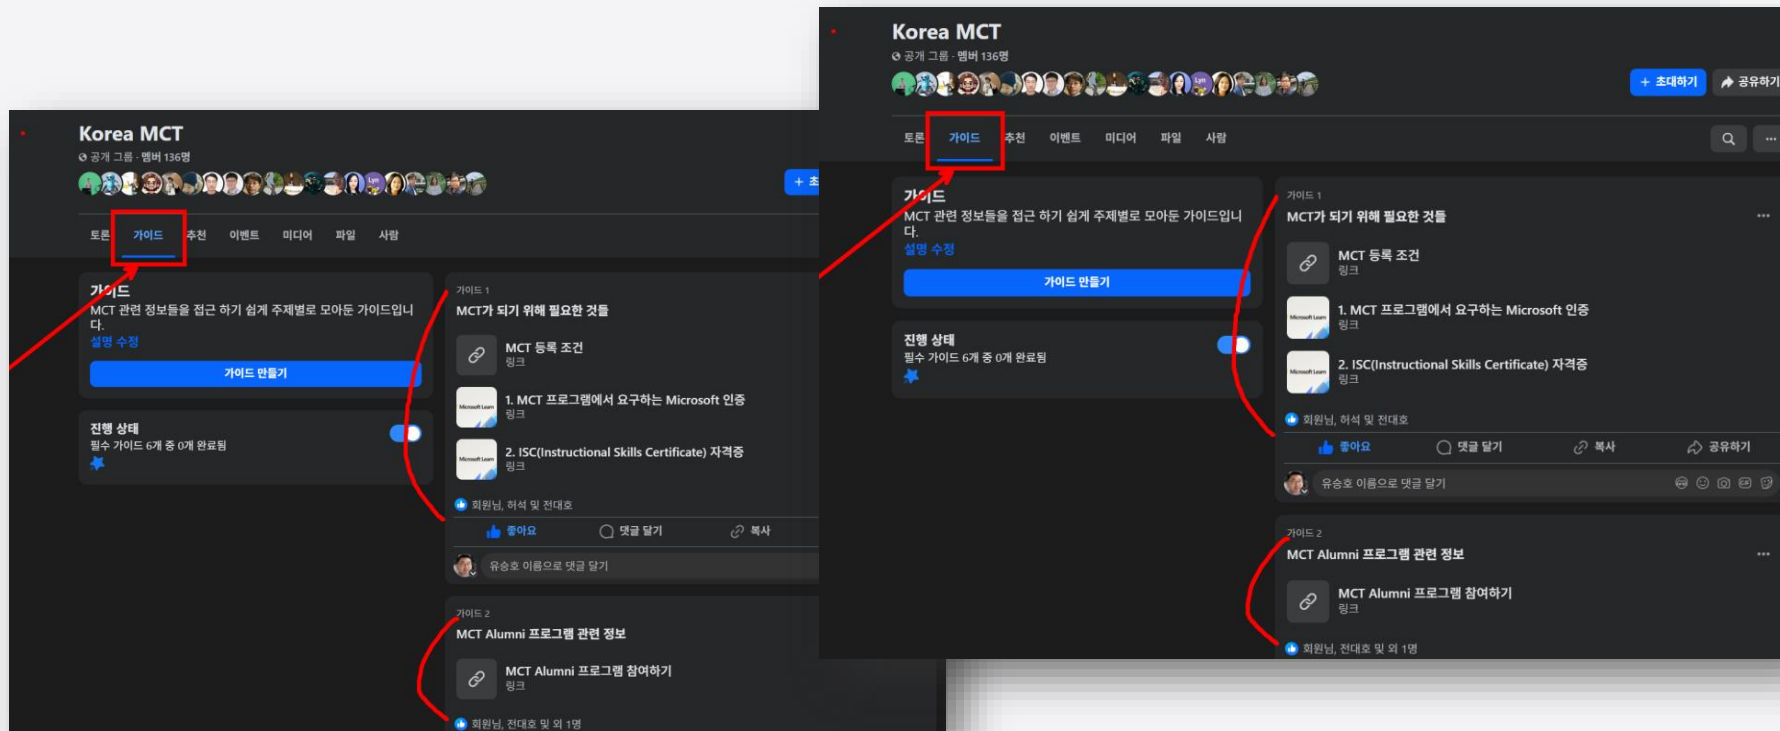 Korea MCT
공개 그룹 · 멤버 136명
+ 초
토론 가이드 추천 이벤트 미디어 파일 사람
가이드
MCT 관련 정보들을 접근 하기 쉽게 주제별로 모아둔 가이드입니
다.
설명 수정
가이드 만들기
진행 상태
필수 가이드 6개 중 0개 완료됨
가이드 1
MCT가 되기 위해 필요한 것들
MCT 등록 조건
링크
Microsoft Learn
1. MCT 프로그램에서 요구하는 Microsoft 인증
링크
Microsoft Learn
2. ISC(Instructional Skills Certificate) 자격증
링크
회원님, 허석 및 전대호
좋아요 댓글 달기 복사
유승호 이름으로 댓글 달기
가이드 2
MCT Alumni 프로그램 관련 정보
MCT Alumni 프로그램 참여하기
링크
회원님, 전대호 및 외 1명
Korea MCT
공개 그룹 · 멤버 136명
Lyn
+ 초대하기 공유하기
토론 가이드 추천 이벤트 미디어 파일 사람
가이드
MCT 관련 정보들을 접근 하기 쉽게 주제별로 모아둔 가이드입니
다.
설명 수정
가이드 만들기
진행 상태
필수 가이드 6개 중 0개 완료됨
가이드 1
MCT가 되기 위해 필요한 것들
MCT 등록 조건
링크
Microsoft Learn
1. MCT 프로그램에서 요구하는 Microsoft 인증
링크
Microsoft Learn
2. ISC(Instructional Skills Certificate) 자격증
링크
회원님, 허석 및 전대호
좋아요 댓글 달기 복사 공유하기
유승호 이름으로 댓글 달기
가이드 2
MCT Alumni 프로그램 관련 정보
MCT Alumni 프로그램 참여하기
링크
회원님, 전대호 및 외 1명